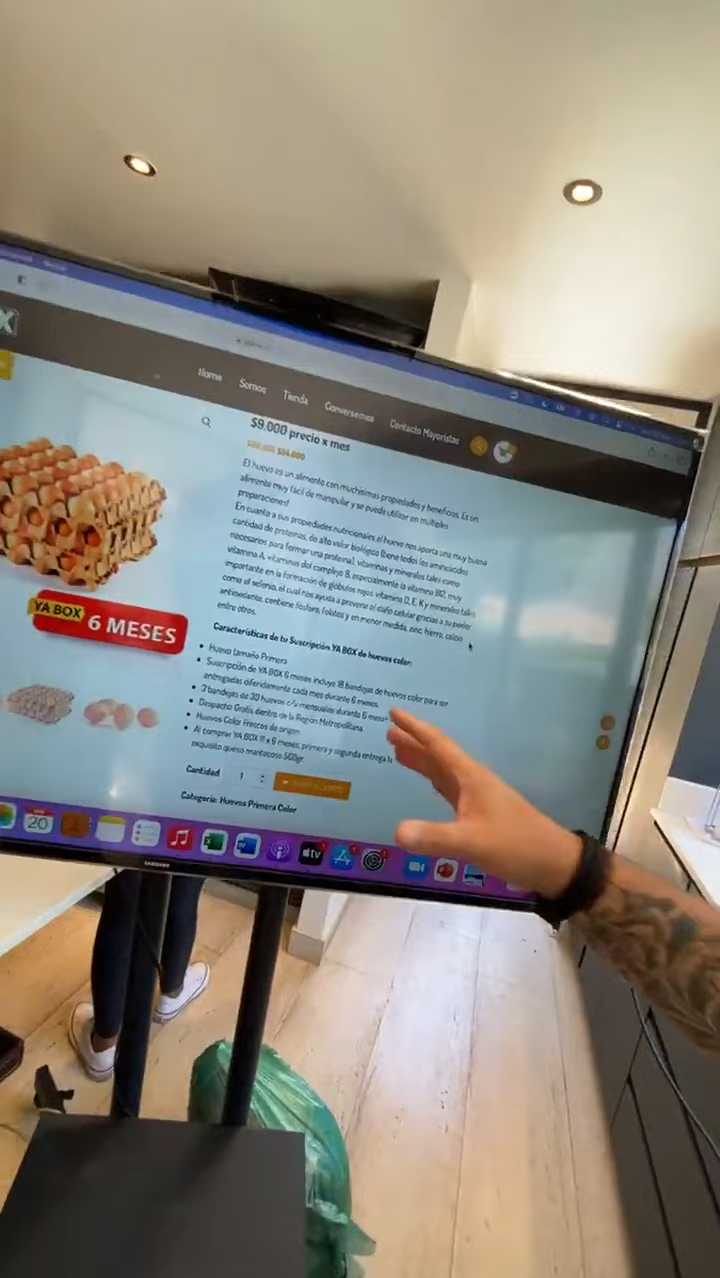 X
Home Somos Tienda Conversemos Contacto Mayoristas
$9.000 precio x mes
$54.000
El huevo es un alimento con muchísimas propiedades y beneficios. Es un
alimento muy fácil de manipular y se puede utilizar en múltiples
preparaciones!
En cuanto a sus propiedades nutricionales el huevo nos aporta una muy buena
cantidad de proteínas, de alto valor biológico (tiene todos los aminoácidos
necesarios para formar una proteína), vitaminas y minerales tales como
vitamina A, vitaminas del complejo B, especialmente la vitamina B12, muy
importante en la formación de glóbulos rojos, vitamina D, E, K y minerales tales
como el selenio, el cual nos ayuda a prevenir el daño celular gracias a su poder
antioxidante, contiene fósforo, folatos y en menor medida, zinc, hierro, calcio
entre otros.
Características de tu Suscripción YA BOX de huevos color:
• Huevo tamaño Primera
• Suscripción de YA BOX 6 meses incluye 18 bandejas de huevos color para ser
entregadas diferidamente cada mes durante 6 meses.
• 3 bandejas de 30 huevos c/u mensuales durante 6 meses
• Despacho Gratis dentro de la Región Metropolitana
• Huevos Color Frescos de origen
• Al comprar YA BOX 111 x 6 meses, primera y segunda entrega la
exquisito queso mantecoso 500gr.
Cantidad 1
Categoría: Huevos Primera Color
YA BOX 6 MESES
20
tv
SAMSUNG